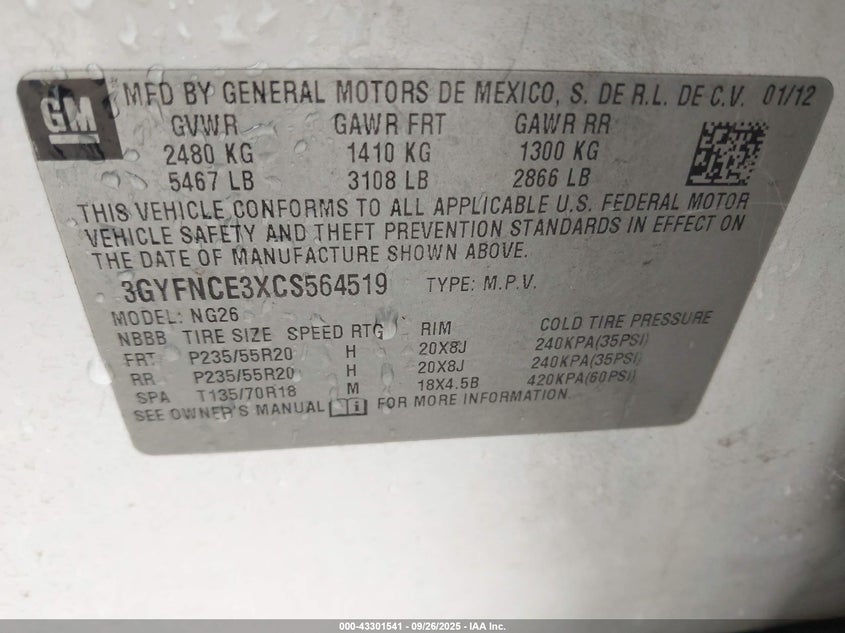 GM
MFD BY GENERAL MOTORS DE MEXICO, S. DE R.L. DE C.V. 01/12
GVWR GAWR FRT GAWR RR
2480 KG 1410 KG 1300 KG
5467 LB 3108 LB 2866 LB
THIS VEHICLE CONFORMS TO ALL APPLICABLE U.S. FEDERAL MOTOR
VEHICLE SAFETY AND THEFT PREVENTION STANDARDS IN EFFECT ON
THE DATE OF MANUFACTURE SHOWN ABOVE.
3GYFNCE3XCS564519 TYPE: M.P.V.
MODEL: NG26
NBBB TIRE SIZE SPEED RTG RIM COLD TIRE PRESSURE
FRT P235/55R20 H 20X8J 240KPA(35PSI)
RR P235/55R20 H 20X8J 240KPA(35PSI)
SPA T135/70R18 M 18X4.5B 420KPA(60PSI)
SEE OWNER'S MANUAL i FOR MORE INFORMATION.
000-43301541 | 09/26/2025 | IAA Inc.